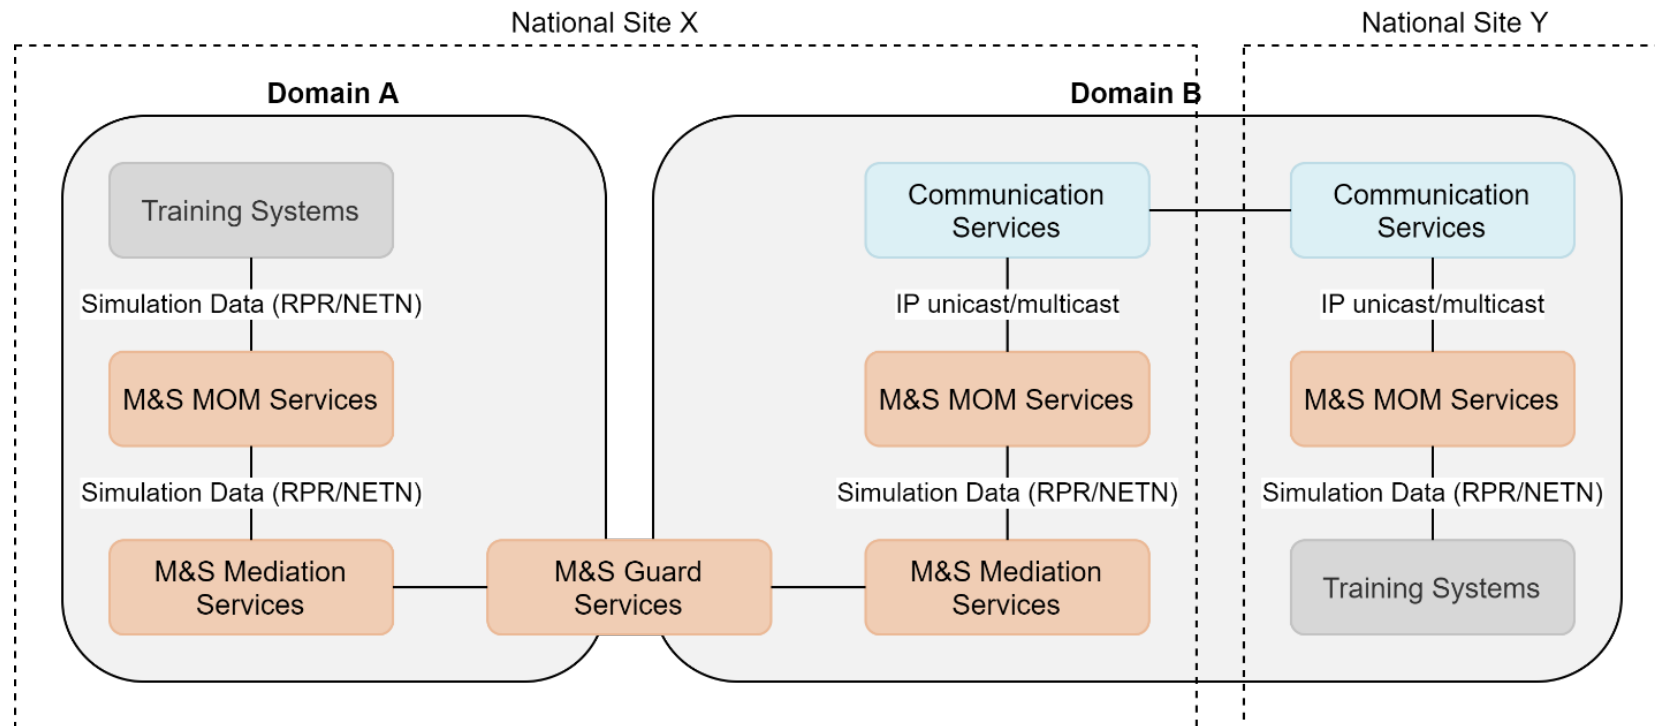 National Site X
National Site Y
Domain A
Domain B
Training Systems
Communication
Services
Communication
Services
Simulation Data (RPR/NETN)
IP unicast/multicast
IP unicast/multicast
M&S MOM Services
M&S MOM Services
M&S MOM Services
Simulation Data (RPR/NETN)
Simulation Data (RPR/NETN)
Simulation Data (RPR/NETN)
M&S Mediation
Services
M&S Guard
Services
M&S Mediation
Services
Training Systems